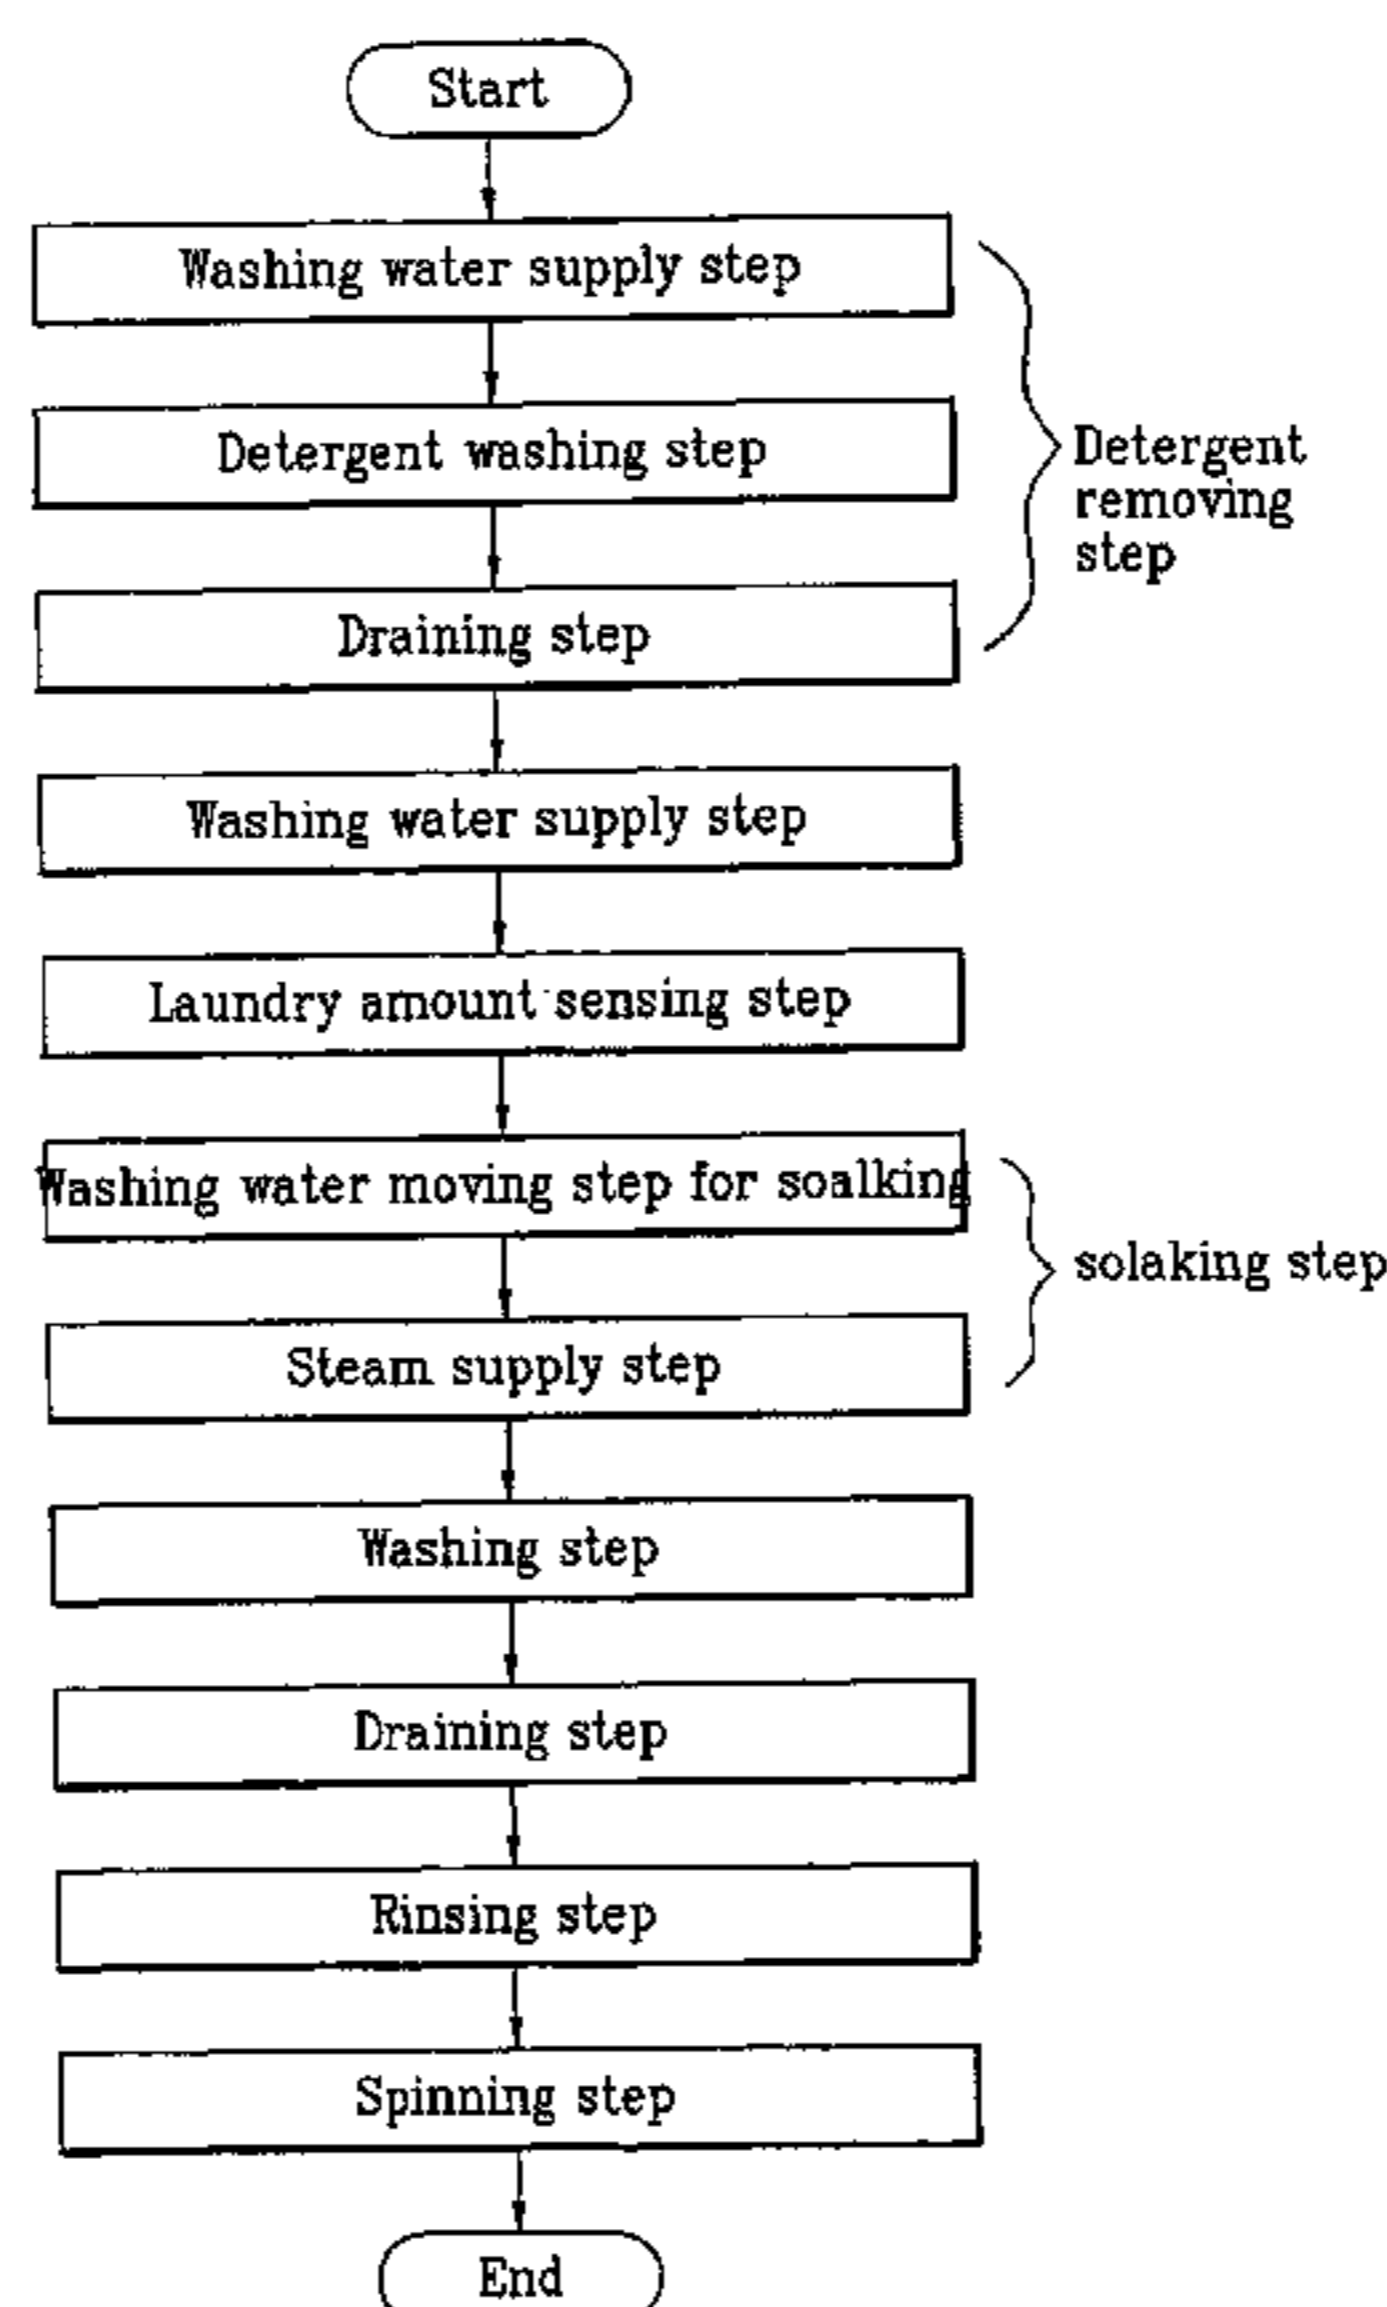 Start
Washing water supply step
Detergent washing step
Detergent
removing
step
Draining step
Washing water supply step
Laundry amount sensing step
Washing water moving step for soalking
solaking step
Steam supply step
Washing step
Draining step
Rinsing step
Spinning step
End